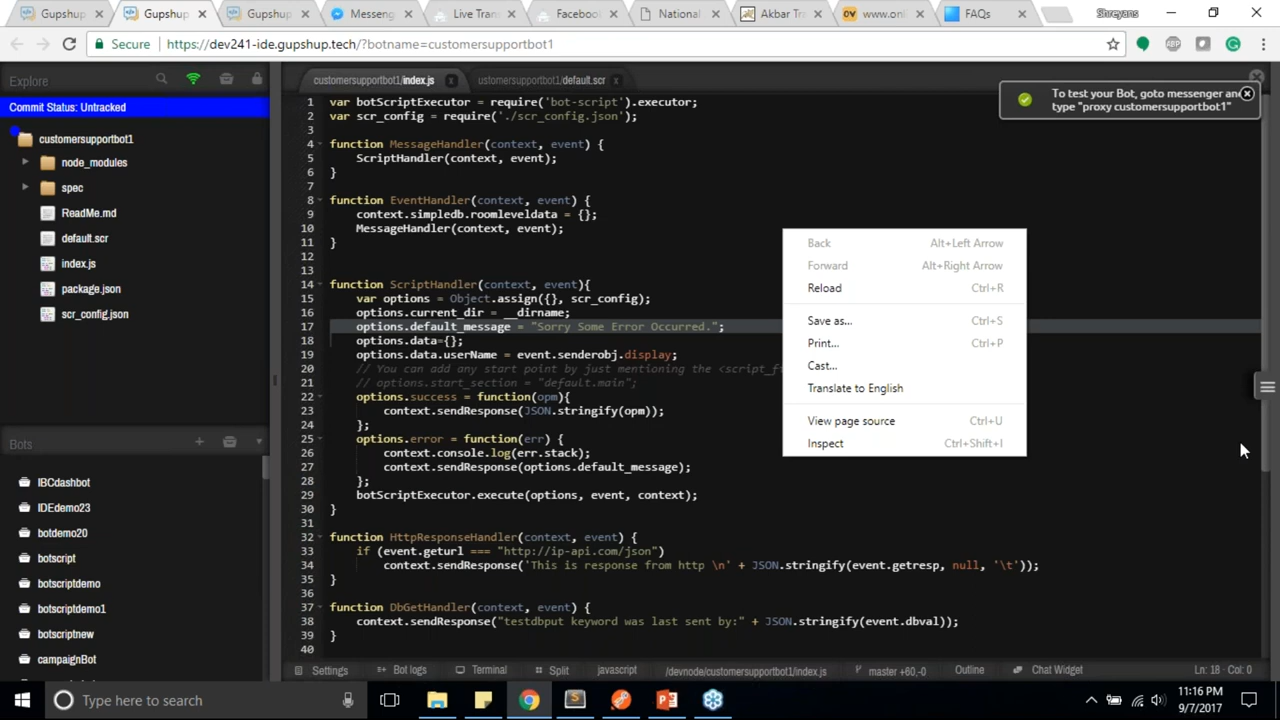 Gupshup
Gupshup
Gupshup
Messeng
Live Tran
Facebook
National
Akbar Tra
www.onli
FAQs
Shreyans
Secure
https://dev241-ide.gupshup.tech/?botname=customersupportbot1
Explore
customersupportbot1/index.js
ustomersupportbot1/default.scr
Commit Status: Untracked
To test your Bot, goto messenger and
type "proxy customersupportbot1"
customersupportbot1
node_modules
spec
ReadMe.md
default.scr
index.js
package.json
scr_config.json
1 var botScriptExecutor = require('bot-script').executor;
2 var scr_config = require('./scr_config.json');
3
4 function MessageHandler(context, event) {
5 ScriptHandler(context, event);
6 }
7
8 function EventHandler(context, event) {
9 context.simpledb.roomleveldata = {};
10 MessageHandler(context, event);
11 }
12
13
14 function ScriptHandler(context, event){
15 var options = Object.assign({}, scr_config);
16 options.current_dir = __dirname;
17 options.default_message = "Sorry Some Error Occurred.";
18 options.data={};
19 options.data.userName = event.senderobj.display;
20 // You can add any start point by just mentioning the <script_fi
21 // options.start_section = "default.main";
22 options.success = function(opm){
23 context.sendResponse(JSON.stringify(opm));
24 };
25 options.error = function(err) {
26 context.console.log(err.stack);
27 context.sendResponse(options.default_message);
28 };
29 botScriptExecutor.execute(options, event, context);
30 }
31
32 function HttpResponseHandler(context, event) {
33 if (event.geturl === "http://ip-api.com/json")
34 context.sendResponse('This is response from http \n' + JSON.stringify(event.getresp, null, '\t'));
35 }
36
37 function DbGetHandler(context, event) {
38 context.sendResponse("testdbput keyword was last sent by:" + JSON.stringify(event.dbval));
39 }
40
Back Alt+Left Arrow
Forward Alt+Right Arrow
Reload Ctrl+R
Save as... Ctrl+S
Print... Ctrl+P
Cast...
Translate to English
View page source Ctrl+U
Inspect Ctrl+Shift+I
Bots
IBCdashbot
IDEdemo23
botdemo20
botscript
botscriptdemo
botscriptdemo1
botscriptnew
campaignBot
Settings
Bot logs
Terminal
Split
javascript
/devnode/customersupportbot1/index.js
master +60,-0
Outline
Chat Widget
Ln: 18 - Col: 0
Type here to search
11:16 PM
9/7/2017